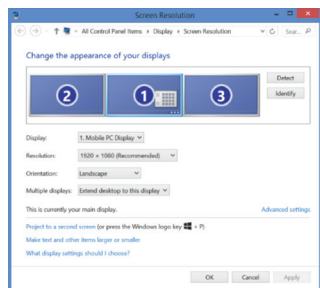 Screen Resolution
All Control Panel Items
Display
Screen Resolution
Sear...
Change the appearance of your displays
2
1
3
Detect
Identify
Display:
1. Mobile PC Display
Resolution:
1920 × 1080 (Recommended)
Orientation:
Landscape
Multiple displays:
Extend desktop to this display
This is currently your main display.
Advanced settings
Project to a second screen (or press the Windows logo key + P)
Make text and other items larger or smaller
What display settings should I choose?
OK
Cancel
Apply